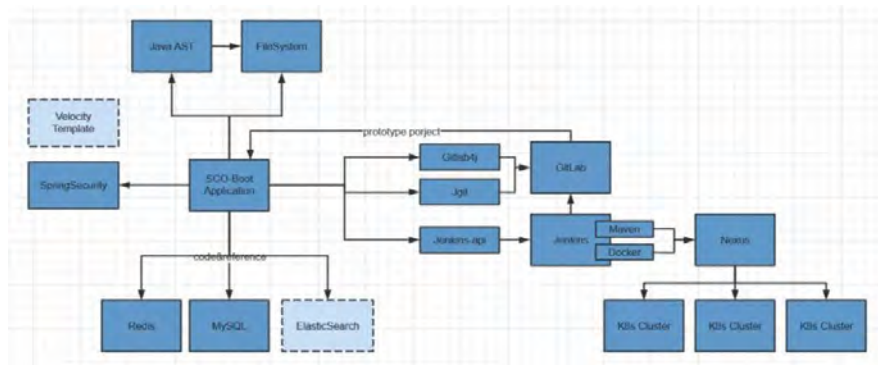 Java AST
FileSystem
Velocity
Template
prototype porject
SpringSecurity
SCO-Boot
Application
Gitlab4j
Jgit
GitLab
Jenkins-api
Jenkins
Maven
Docker
Nexus
code&reference
Redis
MySQL
ElasticSearch
K8s Cluster
K8s Cluster
K8s Cluster